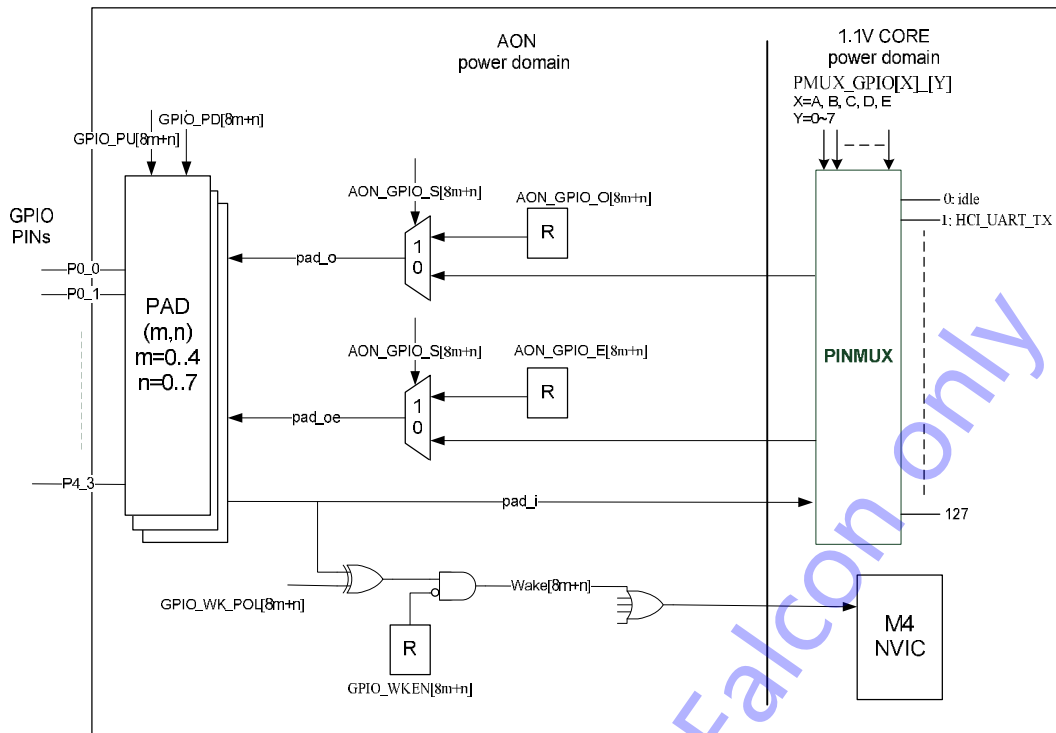 AON
power domain
1.1V CORE
power domain
PMUX_GPIO[X]_[Y]
X=A, B, C, D, E
Y=0~7
GPIO_PD[8m+n]
GPIO_PU[8m+n]
GPIO
PINs
P0_0
P0_1
P4_3
PAD
(m,n)
m=0..4
n=0..7
AON_GPIO_S[8m+n]
AON_GPIO_O[8m+n]
R
1
0
pad_o
AON_GPIO_S[8m+n]
AON_GPIO_E[8m+n]
R
1
0
pad_oe
pad_i
PINMUX
0: idle
1: HCI_UART_TX
127
GPIO_WK_POL[8m+n]
Wake[8m+n]
R
GPIO_WKEN[8m+n]
M4
NVIC
Falcon only